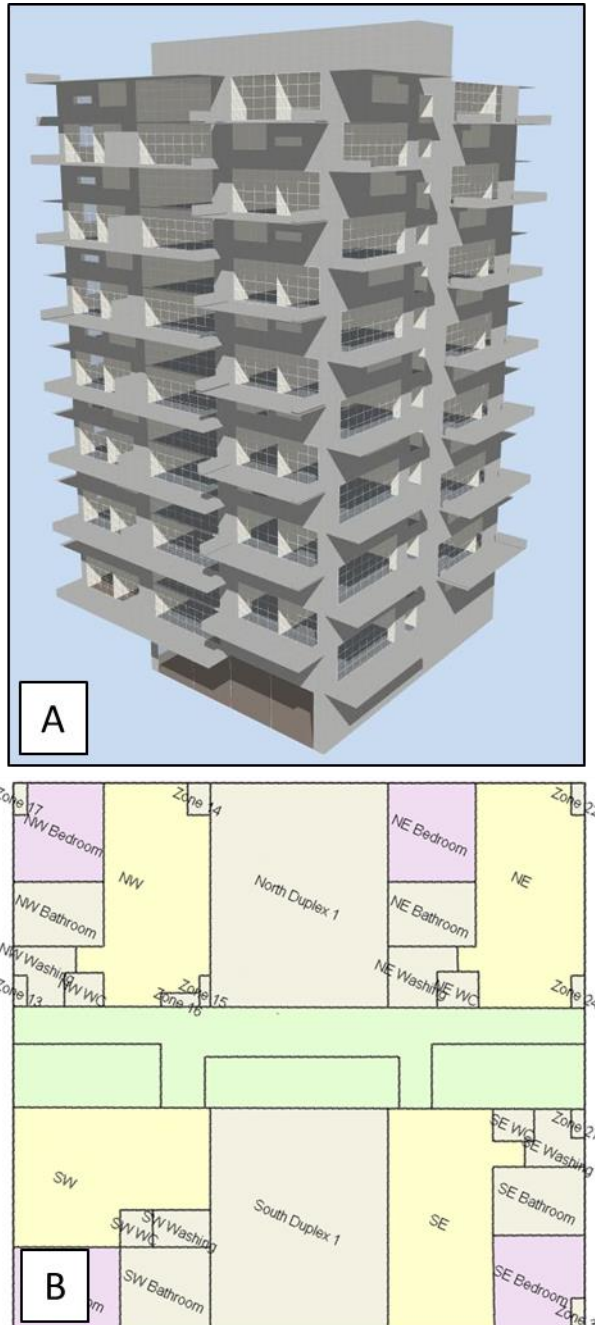 A
Zone 17
Zone 14
NW Bedroom
NE Bedroom
NW
North Duplex 1
NE
NW Bathroom
NE Bathroom
NW Washing
NE Washing
NW WC
NE WC
Zone 13
Zone 15
Zone 16
Zone 24
SE WC
SE Washing
SW
SE Bathroom
SW WC
SW Washing
South Duplex 1
SE
SW Bathroom
SE Bedroom
B